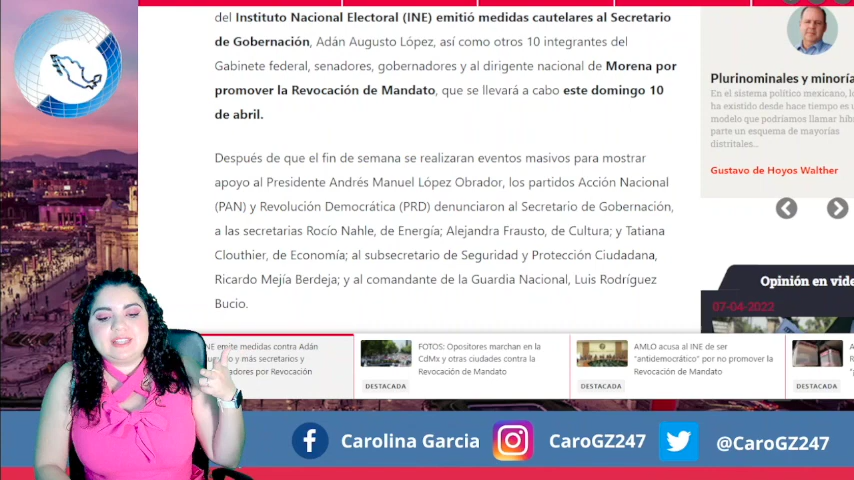 del Instituto Nacional Electoral (INE) emitió medidas cautelares al Secretario
de Gobernación, Adán Augusto López, así como otros 10 integrantes del
Gabinete federal, senadores, gobernadores y al dirigente nacional de Morena por
promover la Revocación de Mandato, que se llevará a cabo este domingo 10
de abril.
Después de que el fin de semana se realizaran eventos masivos para mostrar
apoyo al Presidente Andrés Manuel López Obrador, los partidos Acción Nacional
(PAN) y Revolución Democrática (PRD) denunciaron al Secretario de Gobernación,
a las secretarias Rocío Nahle, de Energía; Alejandra Frausto, de Cultura; y Tatiana
Clouthier, de Economía; al subsecretario de Seguridad y Protección Ciudadana,
Ricardo Mejía Berdeja; y al comandante de la Guardia Nacional, Luis Rodríguez
Bucio.
Plurinominales y minoría
En el sistema político mexicano, lo
ha existido desde hace tiempo es u
modelo que podríamos llamar híb
parte un esquema de mayorías
distritales...
Gustavo de Hoyos Walther
Opinión en vide
07-04-2022
NE emite medidas contra Adán
y más secretarios y
adores por Revocación
FOTOS: Opositores marchan en la
CdMx y otras ciudades contra la
Revocación de Mandato
DESTACADA
AMLO acusa al INE de ser
"antidemocrático" por no promover la
Revocación de Mandato
DESTACADA
DESTACADA
Carolina Garcia
CaroGZ247
@CaroGZ247